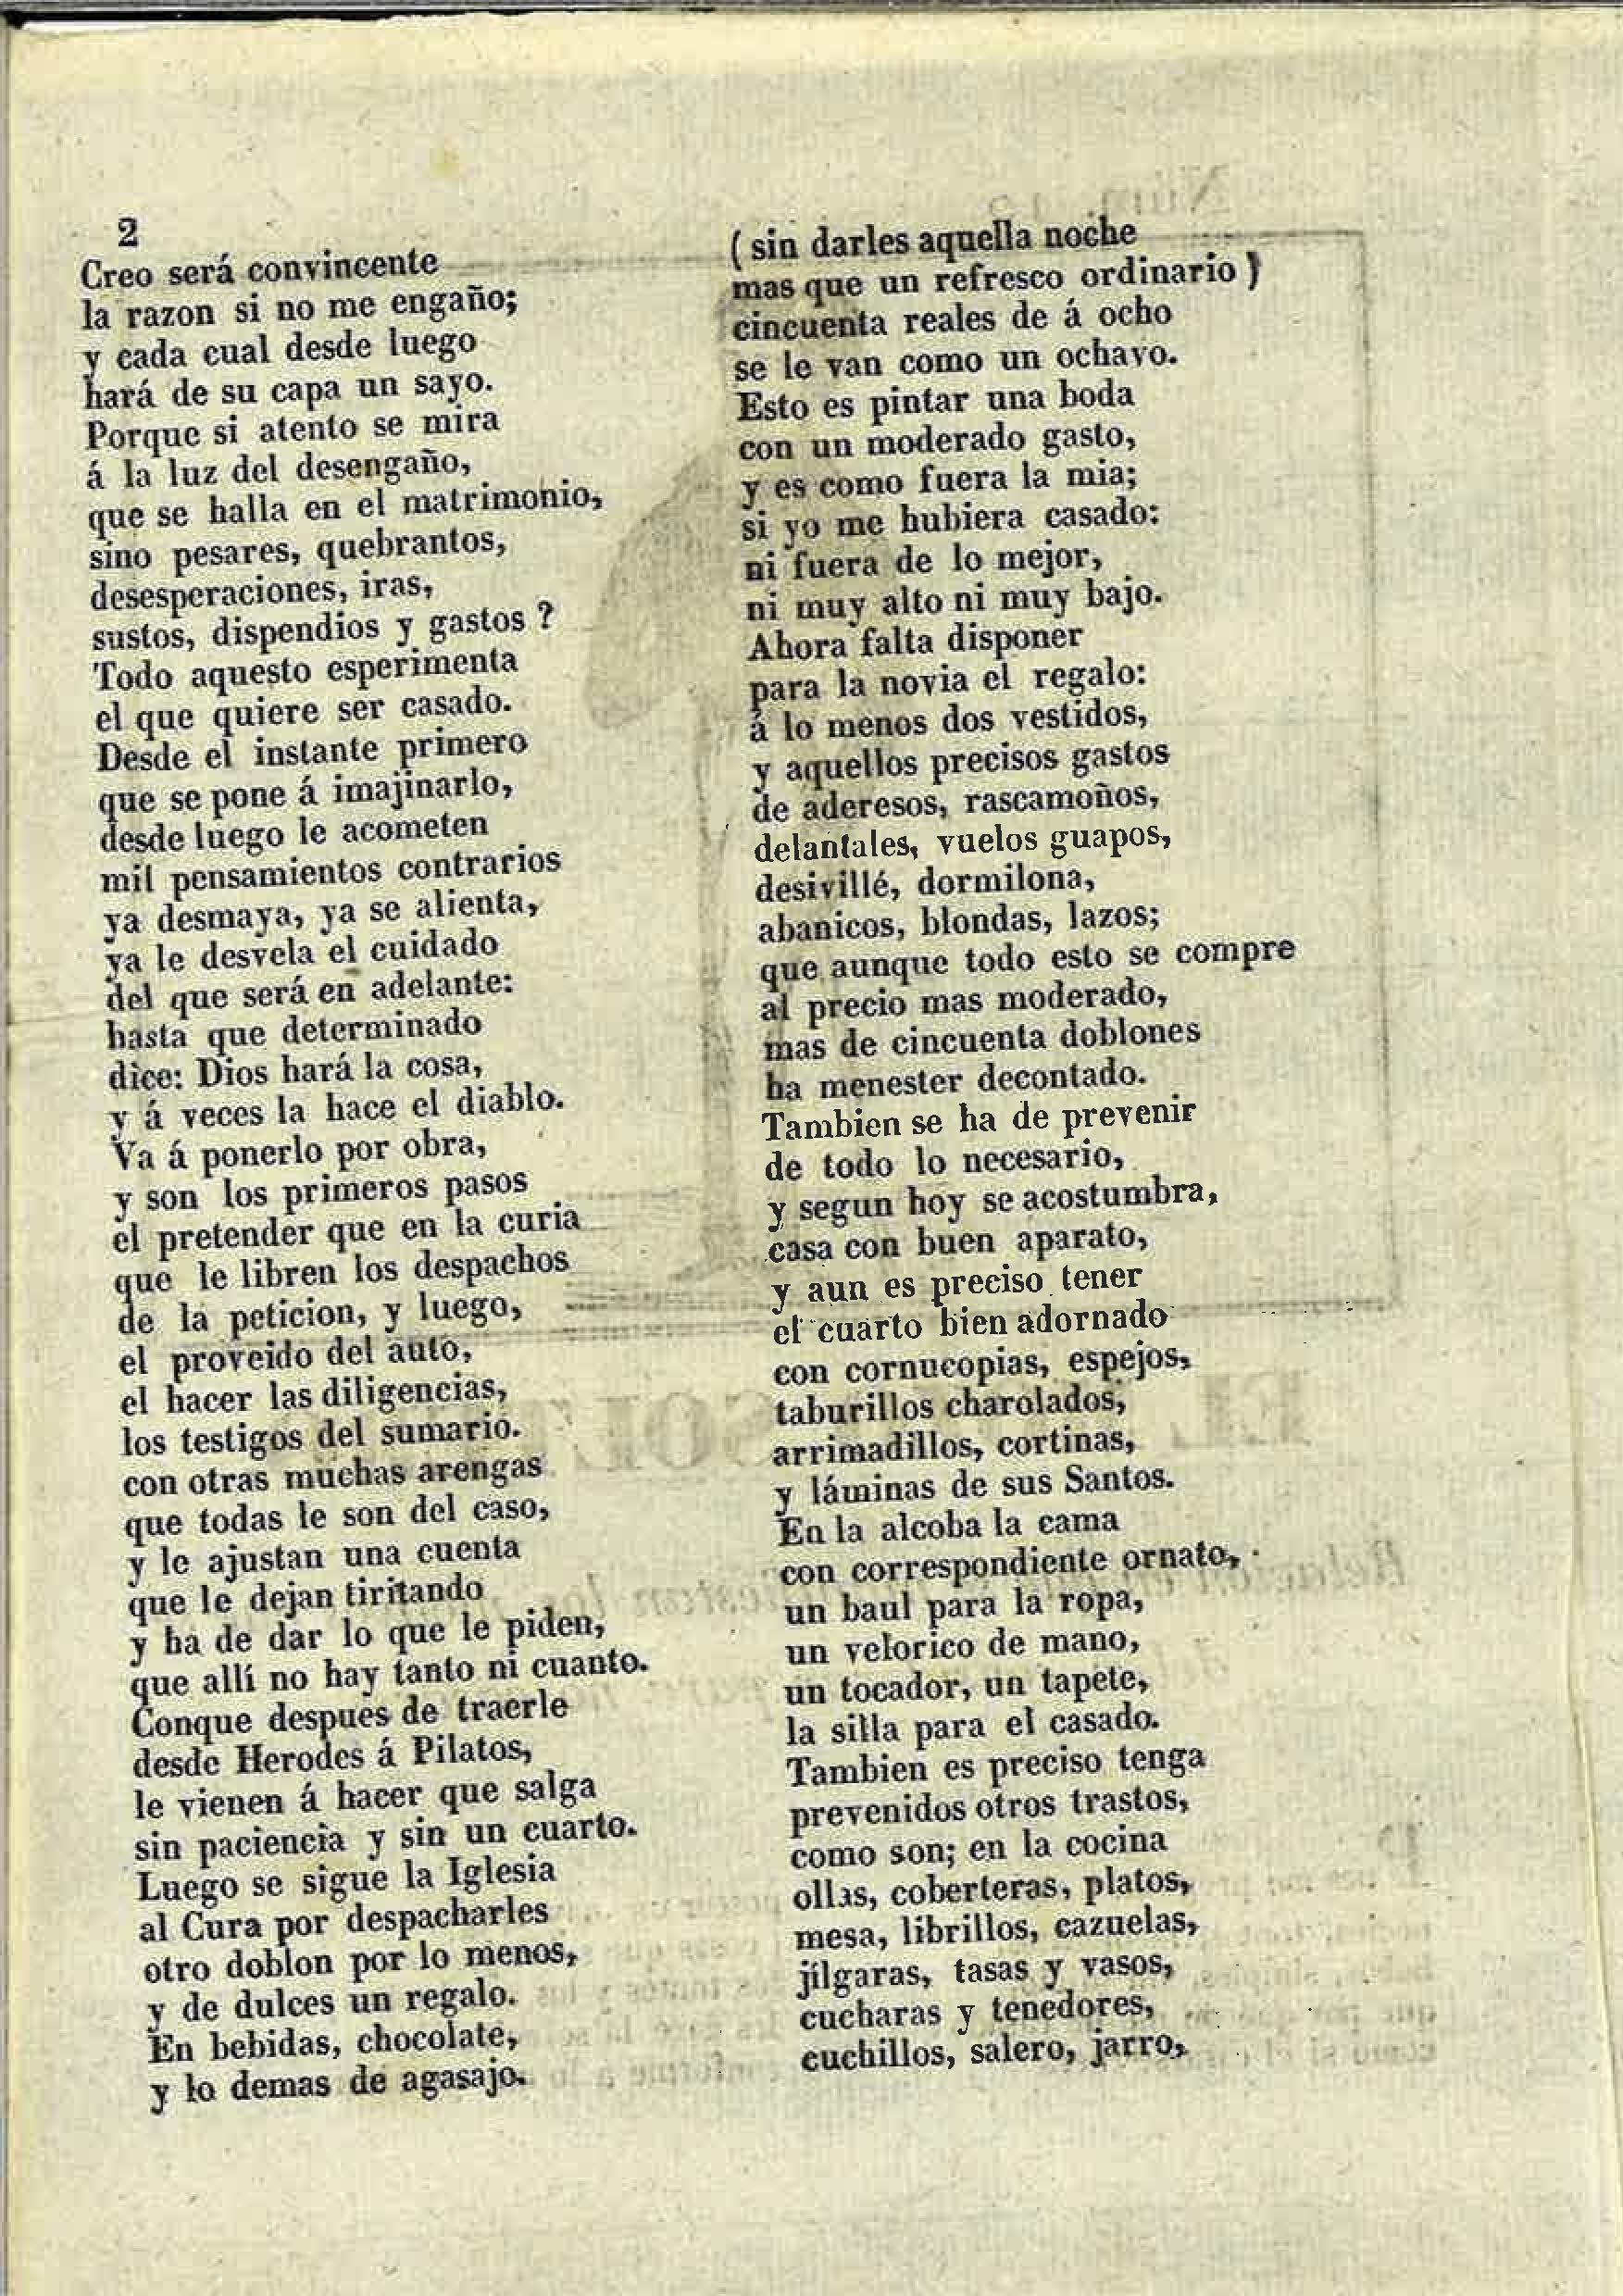 2
Creo será convincente
la razon si no me engaño;
y cada cual desde luego
hará de su capa un sayo.
Porque si atento se mira
á la luz del desengaño,
que se halla en el matrimonio,
sino pesares, quebrantos,
desesperaciones, iras,
sustos, dispendios y gastos ?
Todo aquesto esperimenta
el que quiere ser casado.
Desde el instante primero
que se pone á imajinarlo,
desde luego le acometen
mil pensamientos contrarios
ya desmaya, ya se alienta,
ya le desvela el cuidado
del que será en adelante:
hasta que determinado
dice: Dios hará la cosa,
y á veces la hace el diablo.
Va á ponerlo por obra,
y son los primeros pasos
el pretender que en la curia
que le libren los despachos
de la peticion, y luego,
el proveido del auto,
el hacer las diligencias,
los testigos del sumario.
con otras muchas arengas
que todas le son del caso,
y le ajustan una cuenta
que le dejan tiritando
y ha de dar lo que le piden,
que allí no hay tanto ni cuanto.
Conque despues de traerle
desde Herodes á Pilatos,
le vienen á hacer que salga
sin paciencia y sin un cuarto.
Luego se sigue la Iglesia
al Cura por despacharles
otro doblon por lo menos,
y de dulces un regalo.
En bebidas, chocolate,
y lo demas de agasajo.
( sin darles aquella noche
mas que un refresco ordinario )
cincuenta reales de á ocho
se le van como un ochavo.
Esto es pintar una boda
con un moderado gasto,
y es como fuera la mia;
si yo me hubiera casado:
ni fuera de lo mejor,
ni muy alto ni muy bajo.
Ahora falta disponer
para la novia el regalo:
á lo menos dos vestidos,
y aquellos precisos gastos
de aderesos, rascamoños,
delantales, vuelos guapos,
desivillé, dormilona,
abanicos, blondas, lazos;
que aunque todo esto se compre
al precio mas moderado,
mas de cincuenta doblones
ha menester decontado.
Tambien se ha de prevenir
de todo lo necesario,
y segun hoy se acostumbra,
casa con buen aparato,
y aun es preciso tener
el cuarto bien adornado
con cornucopias, espejos,
taburillos charolados,
arrimadillos, cortinas,
y láminas de sus Santos.
En la alcoba la cama
con correspondiente ornato,
un baul para la ropa,
un velorico de mano,
un tocador, un tapete,
la silla para el casado.
Tambien es preciso tenga
prevenidos otros trastos,
como son; en la cocina
ollas, coberteras, platos,
mesa, librillos, cazuelas,
jílgaras, tasas y vasos,
cucharas y tenedores,
cuchillos, salero, jarro,